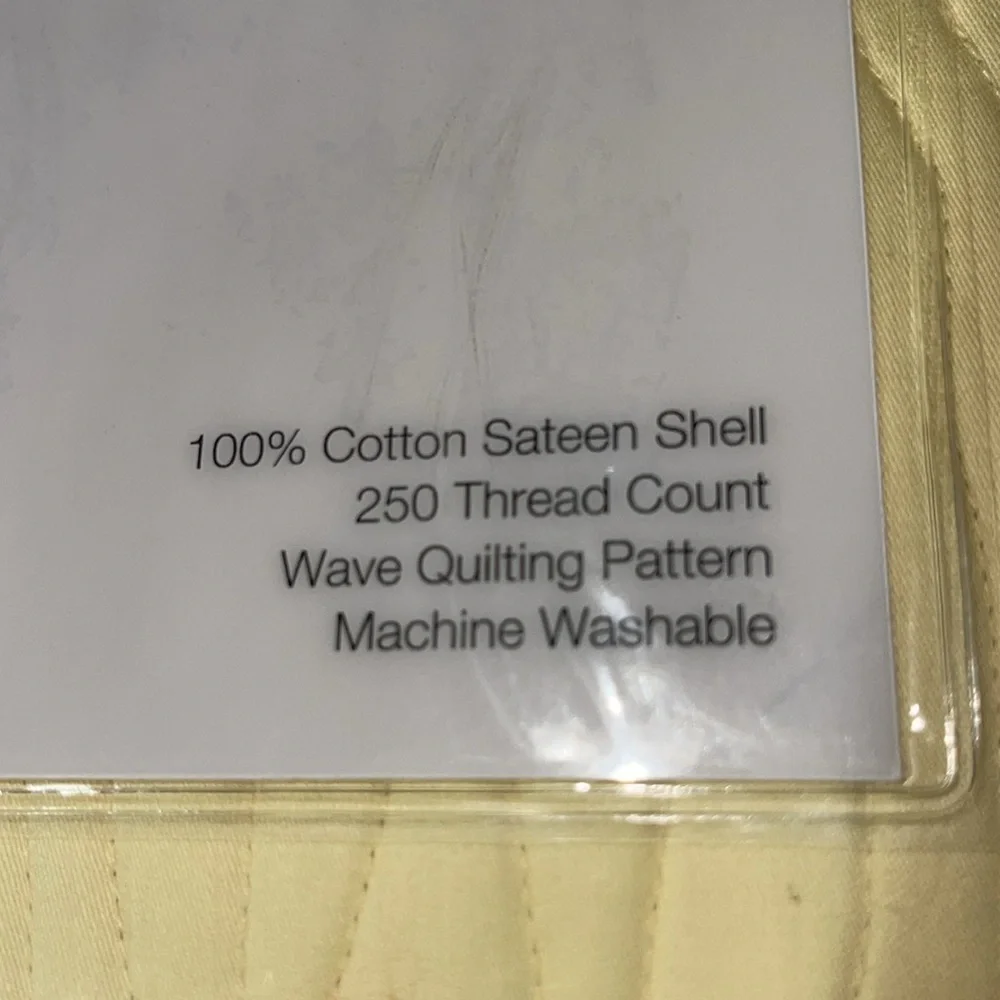 100% Cotton Sateen Shell
250 Thread Count
Wave Quilting Pattern
Machine Washable